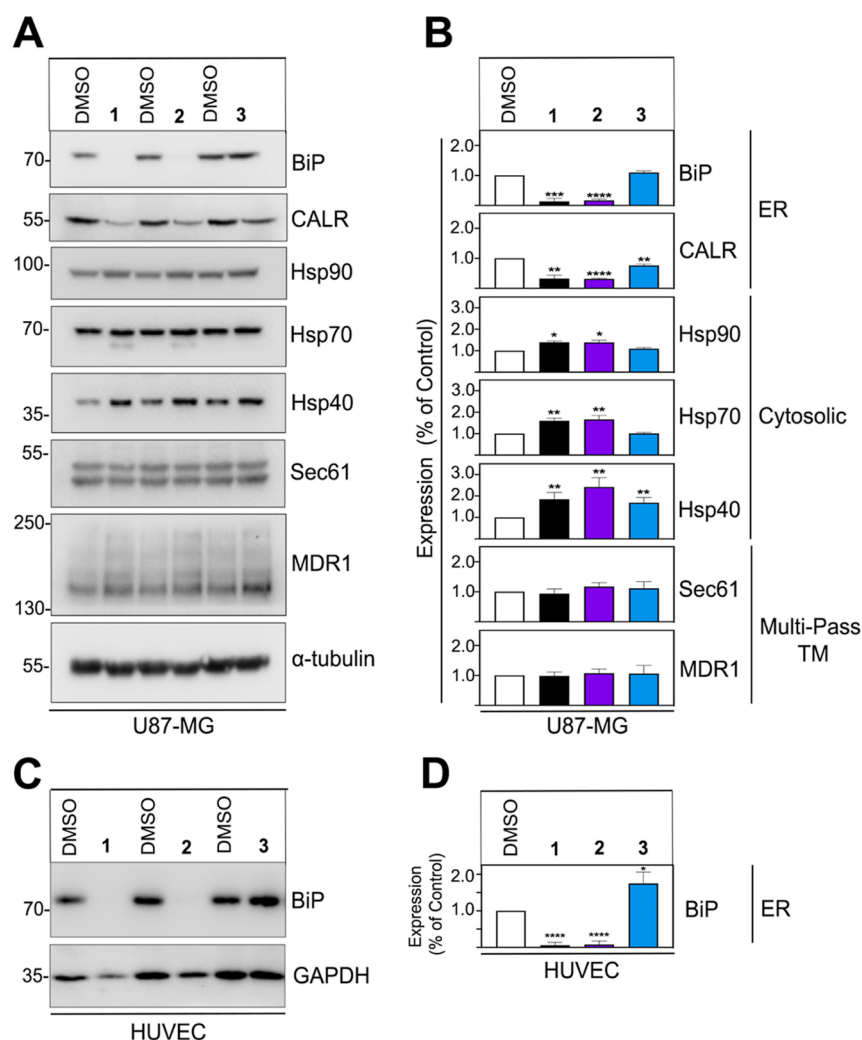 A
DMSO 1 DMSO 2 DMSO 3
70- BiP
55- CALR
100- Hsp90
70- Hsp70
35- Hsp40
55- Sec61
250- MDR1
130-
55- α-tubulin
U87-MG
B
DMSO 1 2 3
Expression (% of Control)
2.0
1.0 *** **** BiP
ER
2.0
1.0 ** **** ** CALR
3.0
2.0 * * Hsp90
1.0
3.0
2.0 ** ** Hsp70
1.0
Cytosolic
3.0
2.0 ** ** ** Hsp40
1.0
2.0 Sec61
1.0
Multi-Pass
TM
2.0 MDR1
1.0
U87-MG
C
DMSO 1 DMSO 2 DMSO 3
70- BiP
35- GAPDH
HUVEC
D
DMSO 1 2 3
Expression
(% of Control)
2.0 *
1.0 BiP ER
**** ****
HUVEC